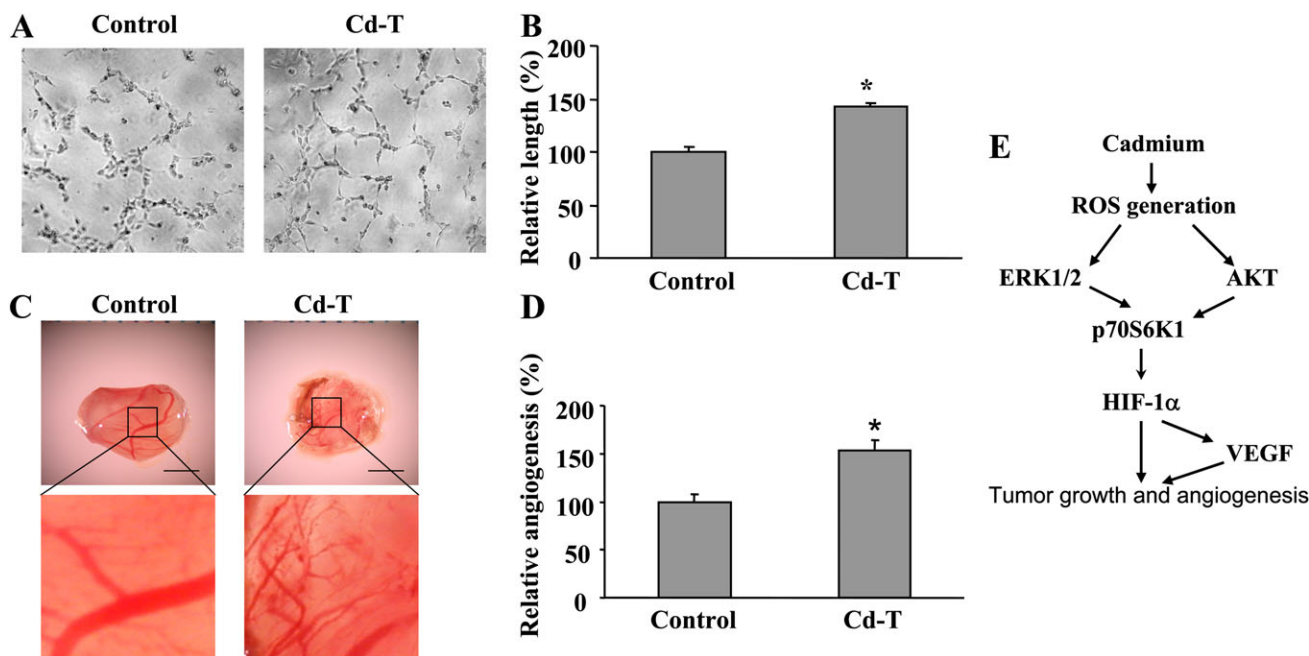 A
Control
Cd-T
B
Relative length (%)
200
150
100
50
0
*
Control
Cd-T
C
Control
Cd-T
D
Relative angiogenesis (%)
200
150
100
50
0
*
Control
Cd-T
E
Cadmium
ROS generation
ERK1/2 AKT
p70S6K1
HIF-1α
VEGF
Tumor growth and angiogenesis